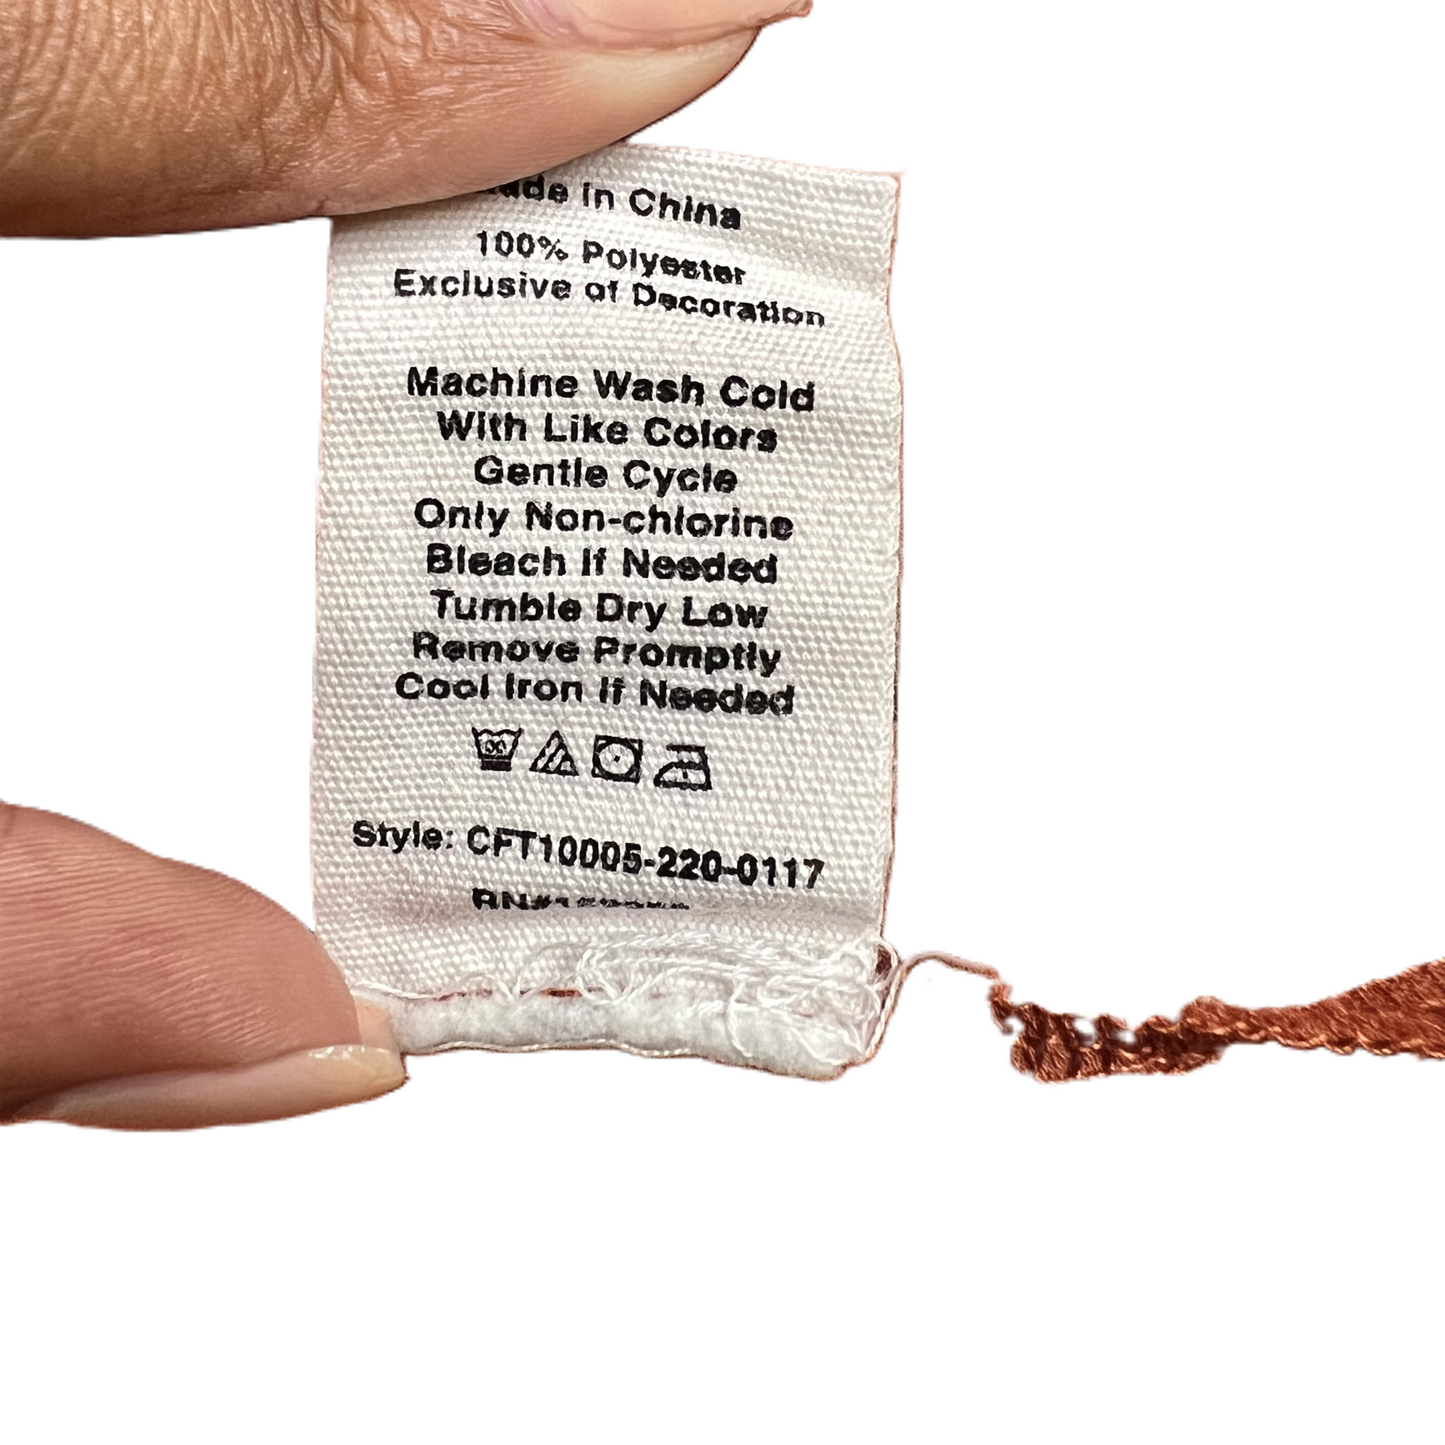 Made in China
100% Polyester
Exclusive of Decoration
Machine Wash Cold
With Like Colors
Gentle Cycle
Only Non-chlorine
Bleach If Needed
Tumble Dry Low
Remove Promptly
Cool Iron If Needed
Style: CFT10005-220-0117